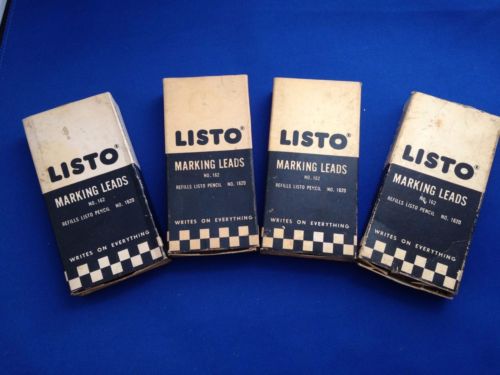 LISTO®
MARKING LEADS
NO. 162
REFILLS LISTO PENCIL NO. 1620
WRITES ON EVERYTHING
LISTO®
MARKING LEADS
NO. 162
REFILLS LISTO PENCIL NO. 1620
WRITES ON EVERYTHING
LISTO®
MARKING LEADS
NO. 162
REFILLS LISTO PENCIL NO. 1620
WRITES ON EVERYTHING
LISTO®
MARKING LEADS
NO. 162
REFILLS LISTO PENCIL NO. 1620
WRITES ON EVERYTHING